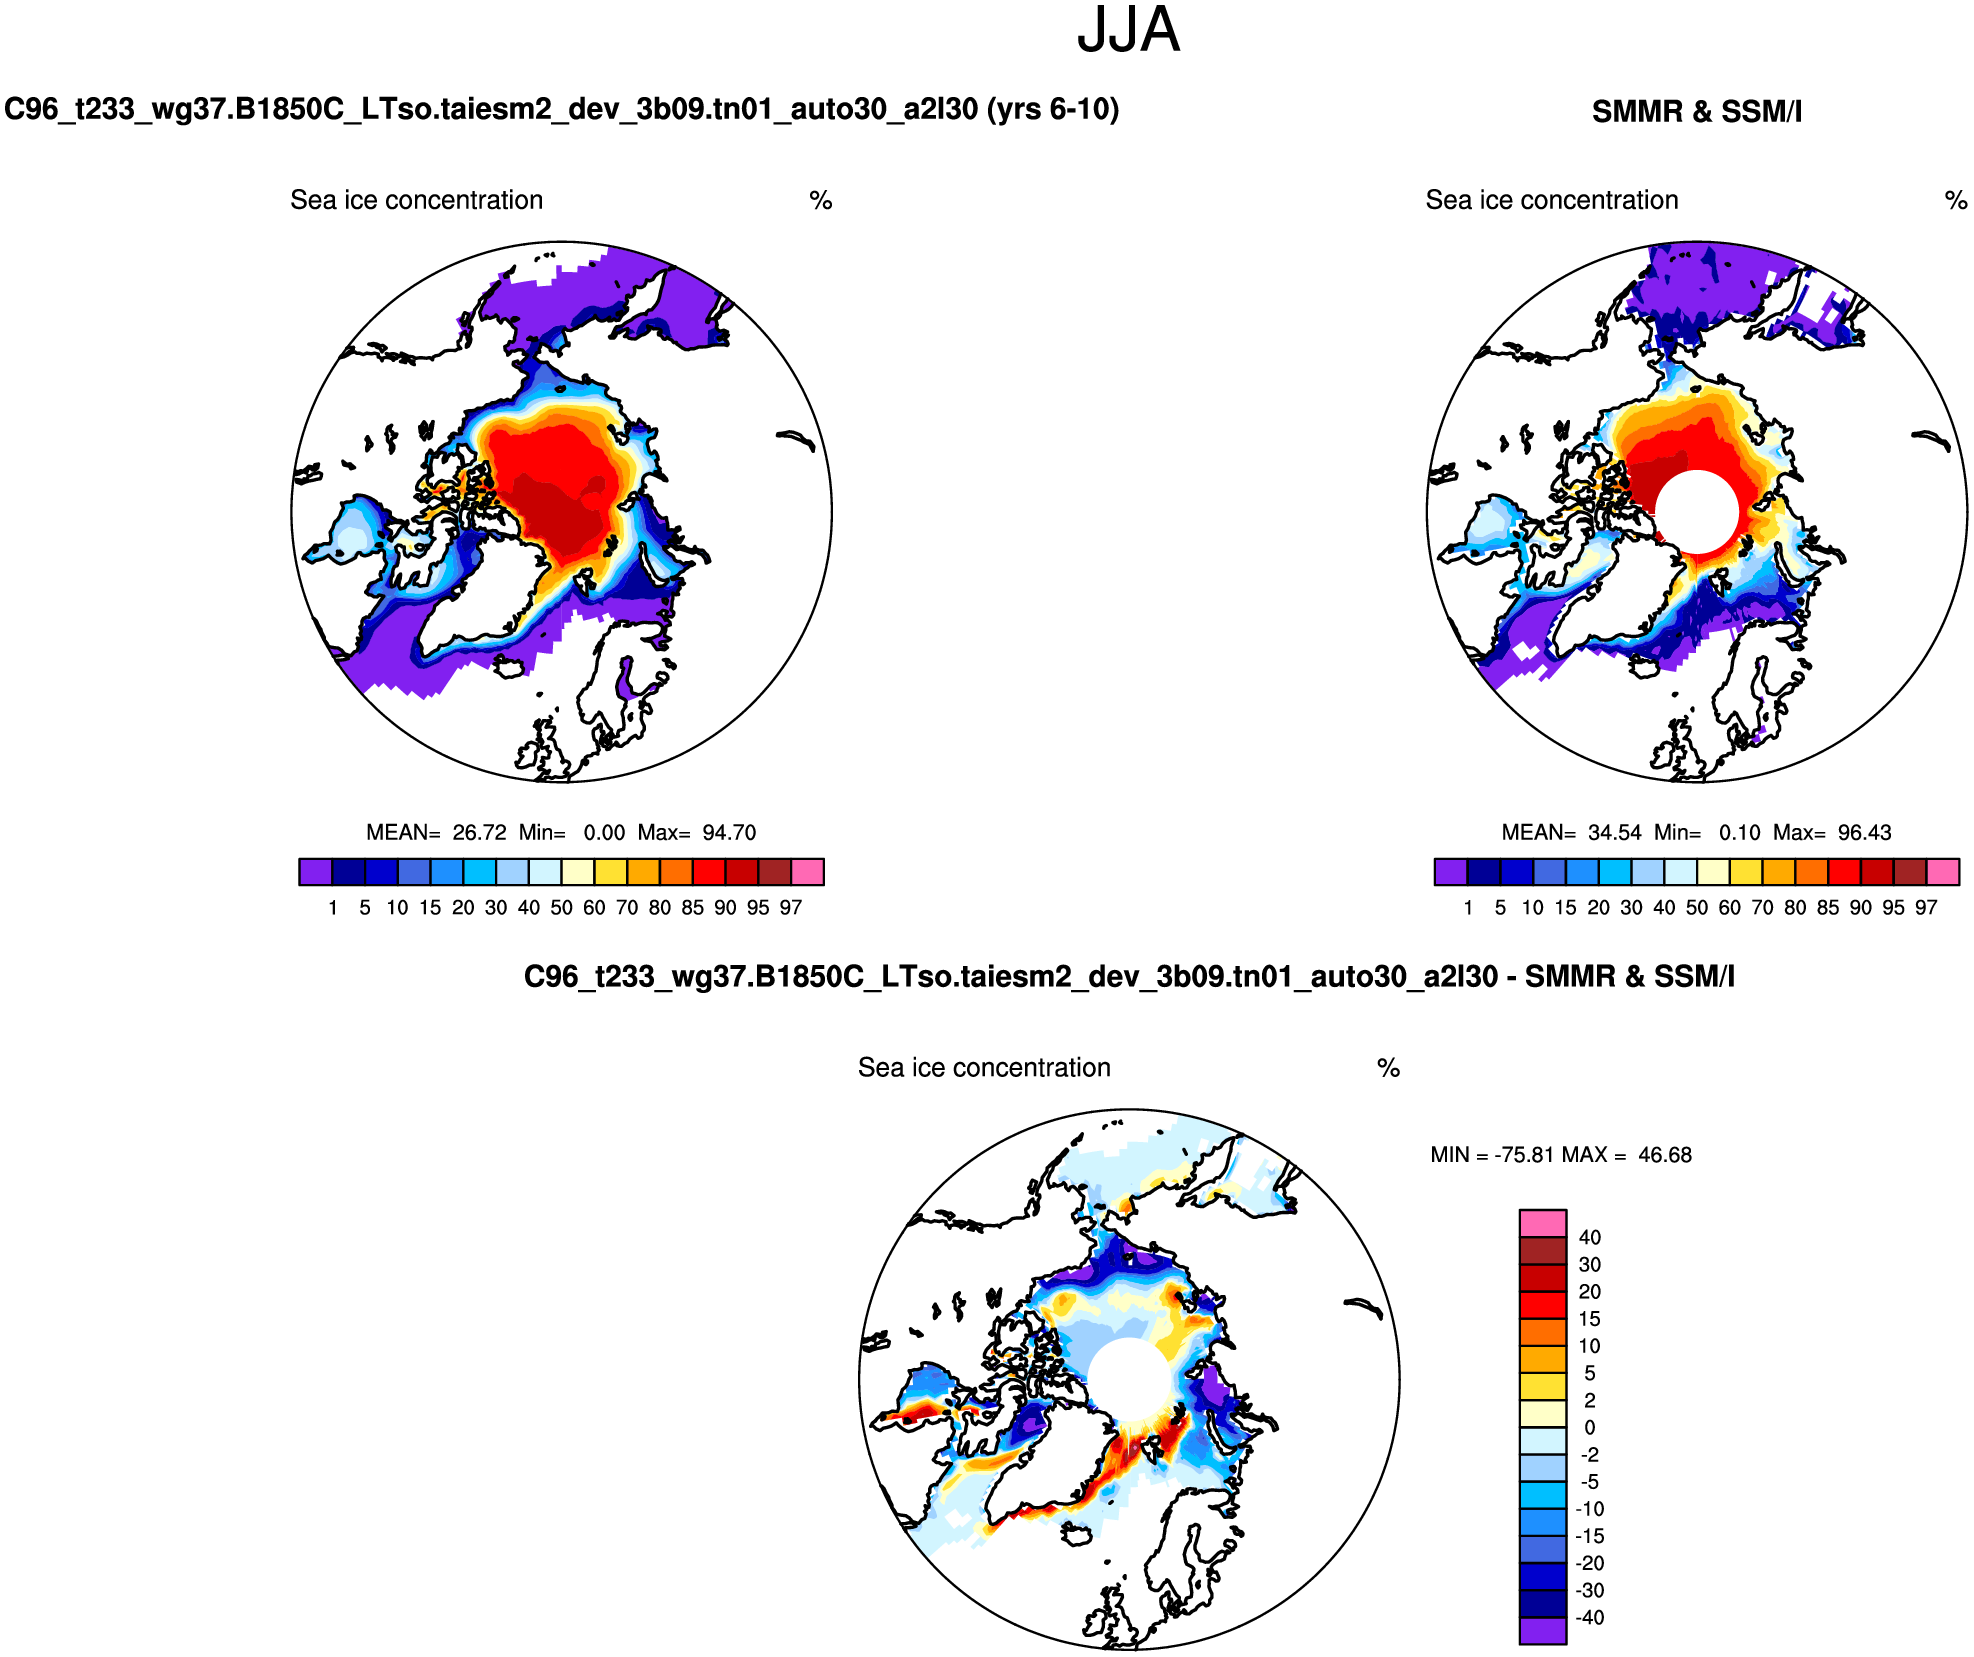 JJA
C96_t233_wg37.B1850C_LTso.taiesm2_dev_3b09.tn01_auto30_a2l30 (yrs 6-10)
SMMR & SSM/I
Sea ice concentration %
Sea ice concentration %
MEAN= 26.72 Min= 0.00 Max= 94.70
MEAN= 34.54 Min= 0.10 Max= 96.43
1 5 10 15 20 30 40 50 60 70 80 85 90 95 97
1 5 10 15 20 30 40 50 60 70 80 85 90 95 97
C96_t233_wg37.B1850C_LTso.taiesm2_dev_3b09.tn01_auto30_a2l30 - SMMR & SSM/I
Sea ice concentration %
MIN = -75.81 MAX = 46.68
40
30
20
15
10
5
2
0
-2
-5
-10
-15
-20
-30
-40